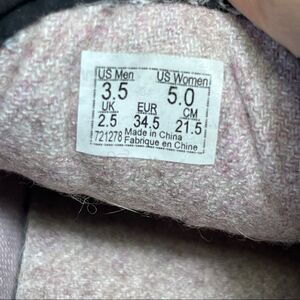 US Men US Women
3.5 5.0
UK EUR CM
2.5 34.5 21.5
721278 Made in China
Fabrique en Chine